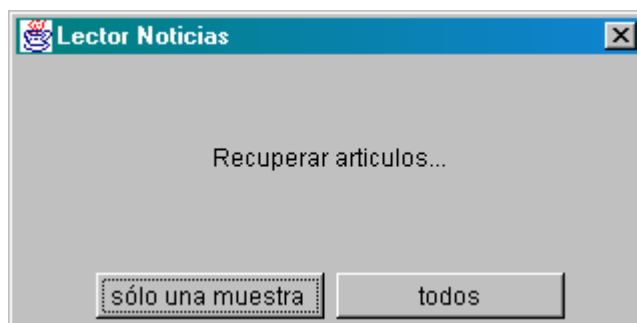 Lector Noticias
Recuperar articulos...
sólo una muestra todos